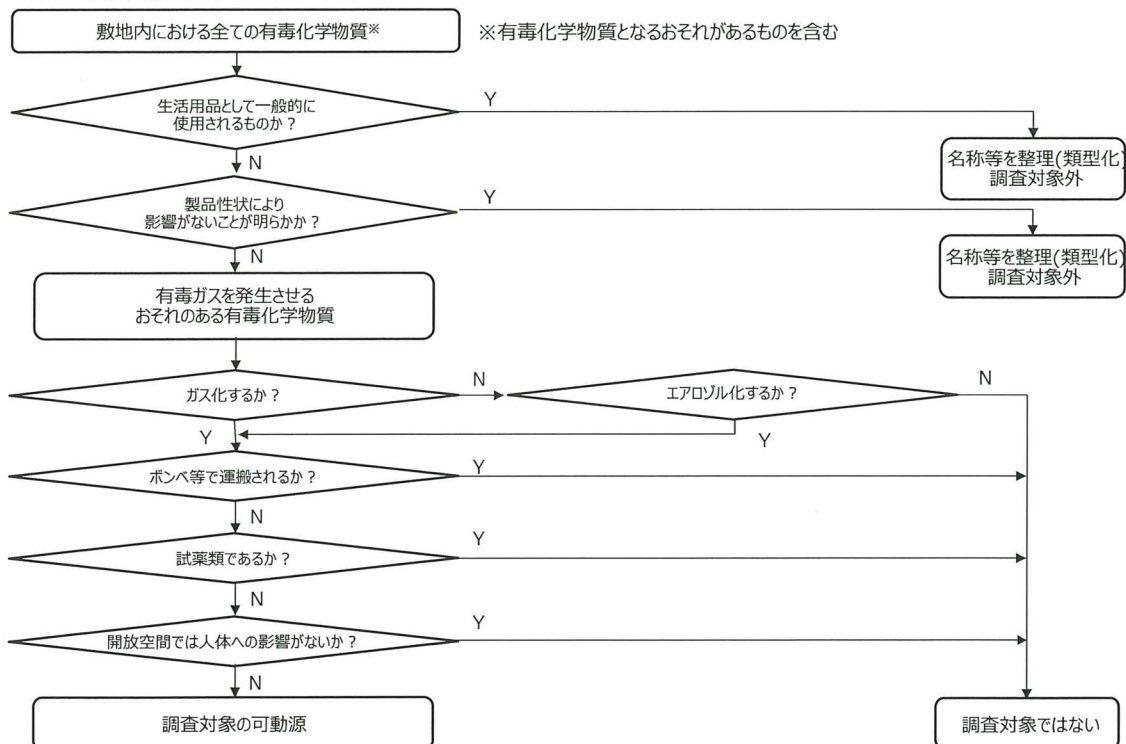 敷地内における全ての有毒化学物質※
※有毒化学物質となるおそれがあるものを含む
生活用品として一般的に
使用されるものか？
Y
名称等を整理(類型化)
調査対象外
N
製品性状により
影響がないことが明らかか？
Y
名称等を整理(類型化)
調査対象外
N
有毒ガスを発生させる
おそれのある有毒化学物質
ガス化するか？
N
エアロゾル化するか？
N
Y
Y
ボンベ等で運搬されるか？
Y
N
試薬類であるか？
Y
N
開放空間では人体への影響がないか？
Y
N
調査対象の可動源
調査対象ではない